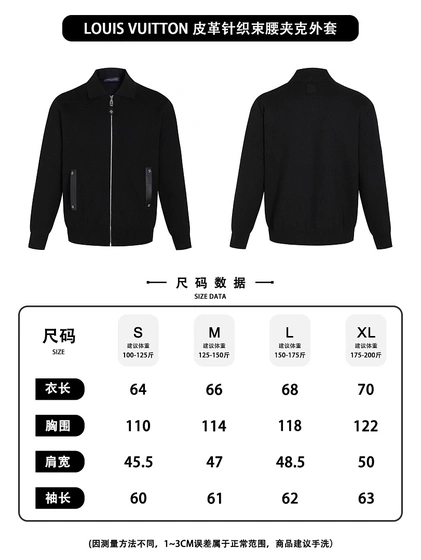 LOUIS VUITTON 皮革针织束腰夹克外套
尺码数据
SIZE DATA
尺码 S M L XL
SIZE 建议体重 建议体重 建议体重 建议体重
100-125斤 125-150斤 150-175斤 175-200斤
衣长 64 66 68 70
胸围 110 114 118 122
肩宽 45.5 47 48.5 50
袖长 60 61 62 63
(因测量方法不同，1~3CM误差属于正常范围，商品建议手洗)